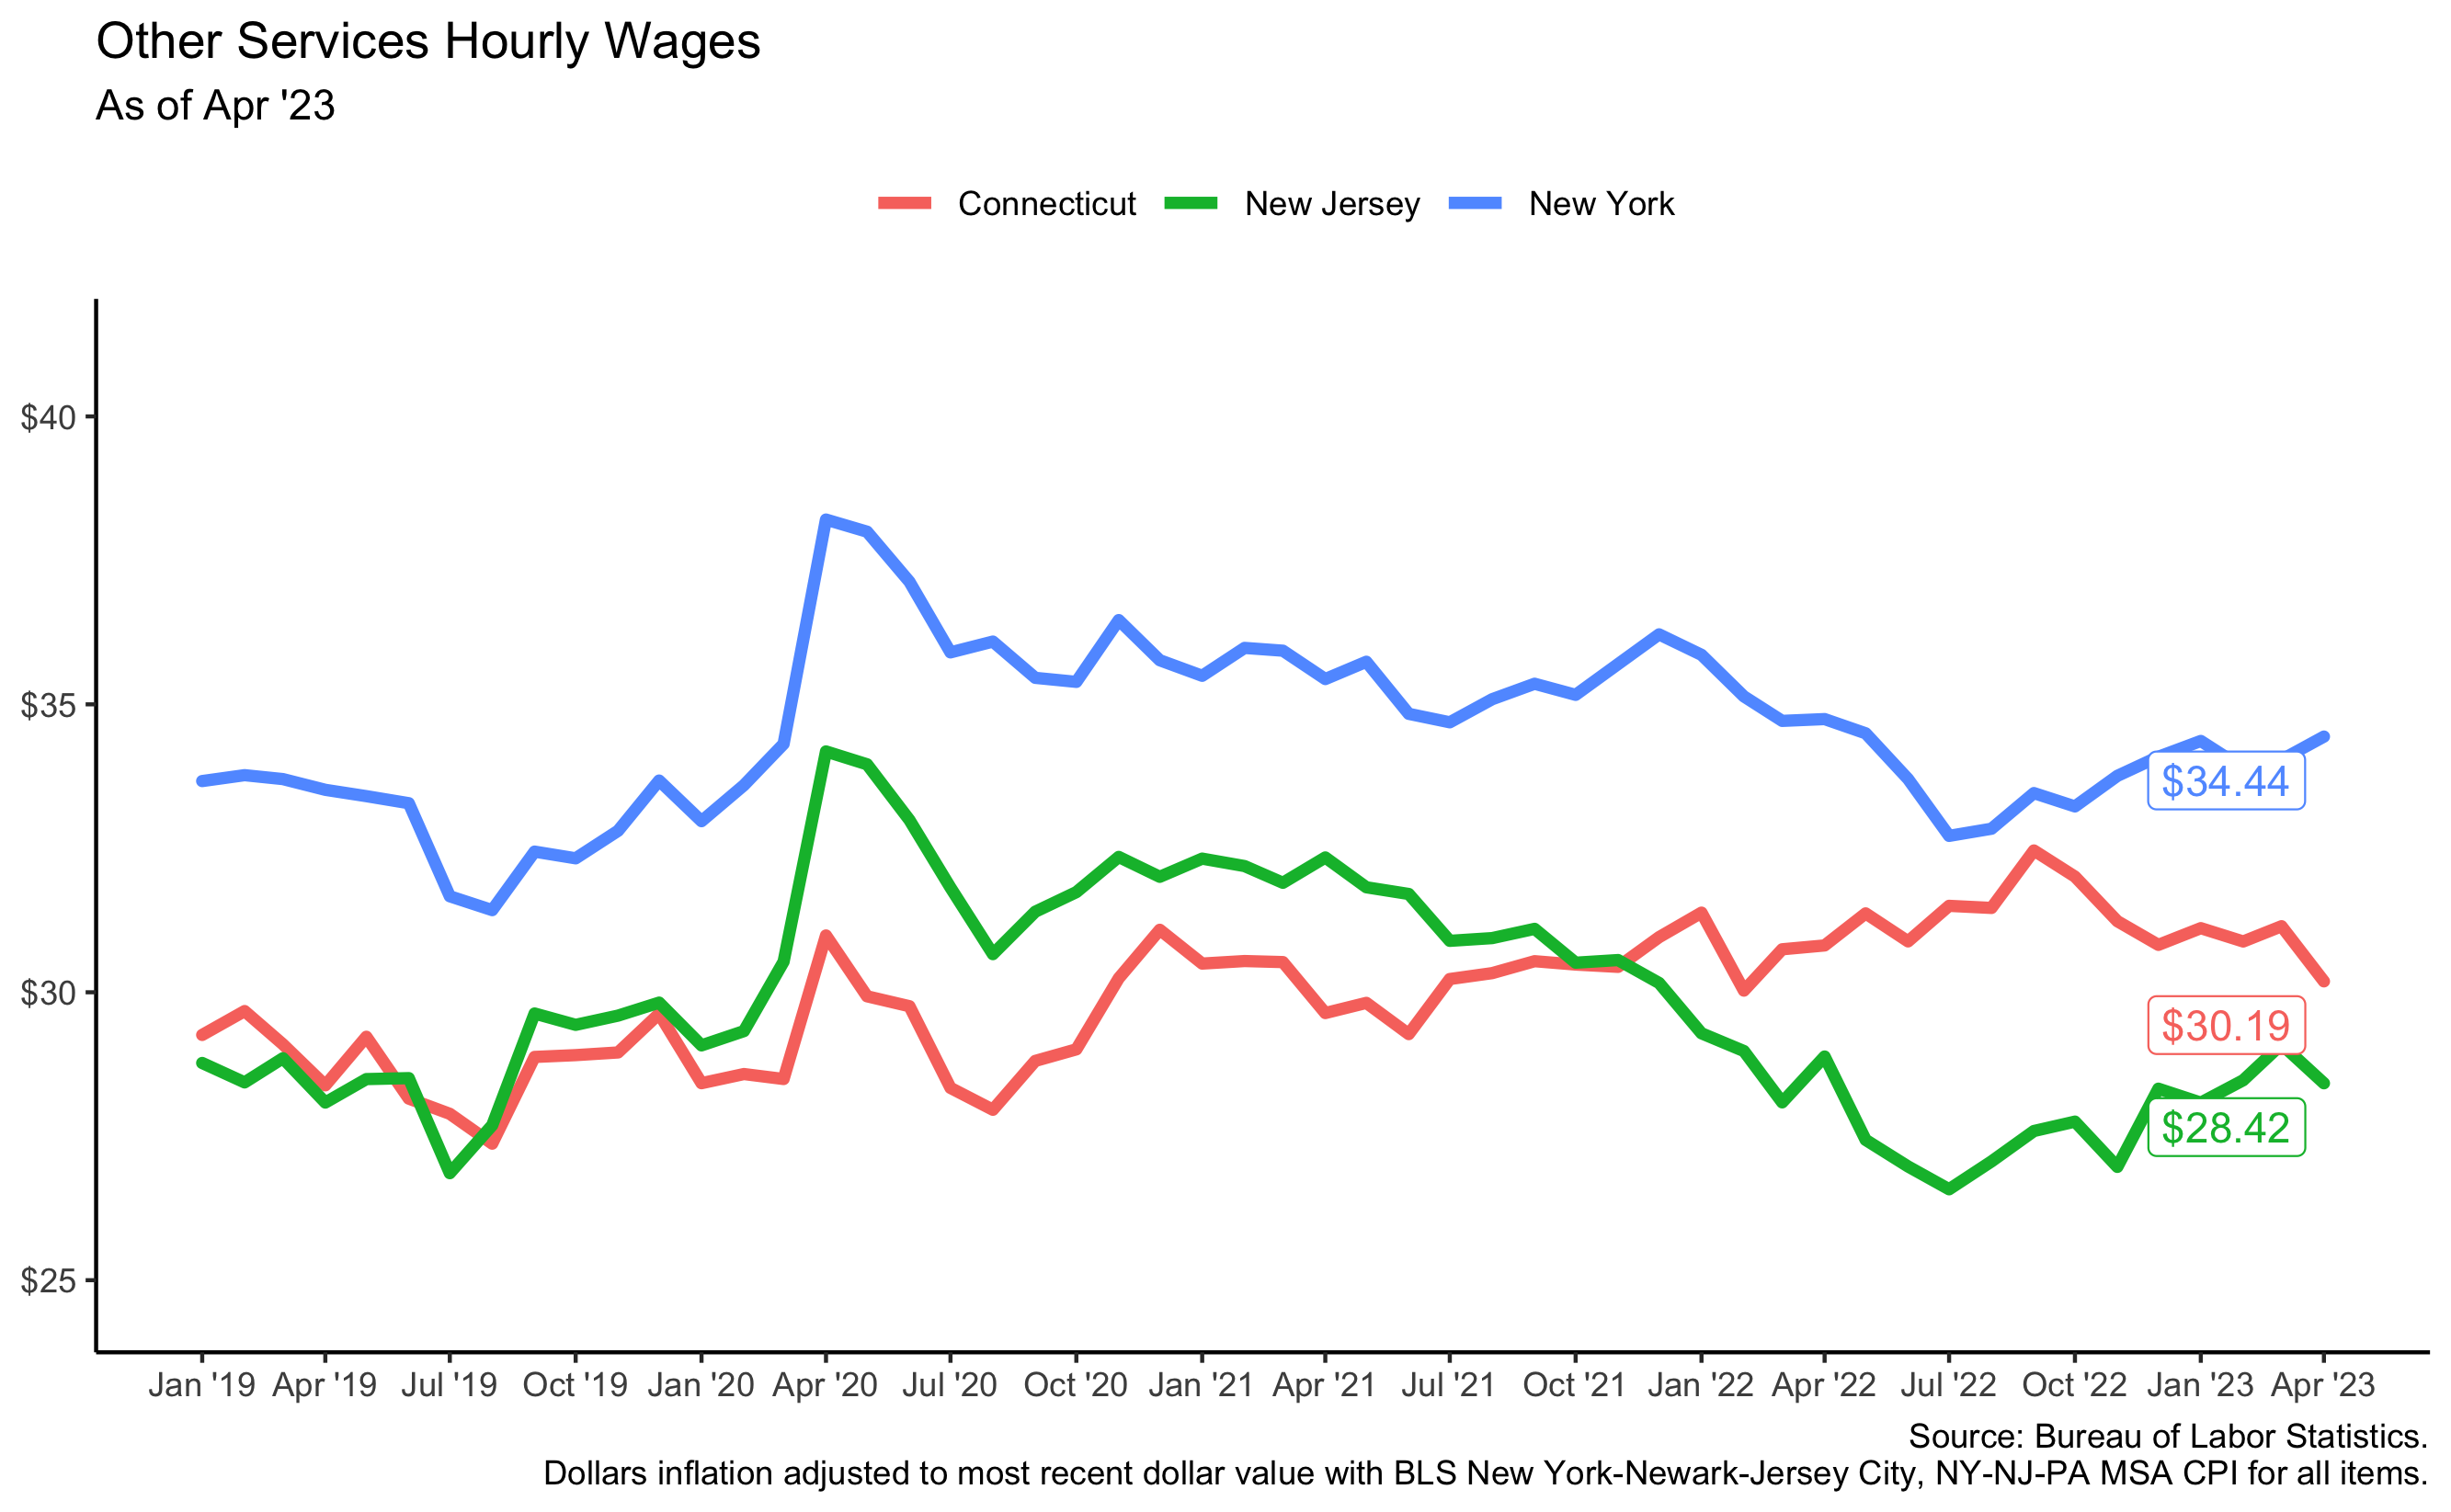 Other Services Hourly Wages
As of Apr '23
Connecticut New Jersey New York
$40
$35
$34.44
$30
$30.19
$28.42
$25
Jan '19 Apr '19 Jul '19 Oct '19 Jan '20 Apr '20 Jul '20 Oct '20 Jan '21 Apr '21 Jul '21 Oct '21 Jan '22 Apr '22 Jul '22 Oct '22 Jan '23 Apr '23
Source: Bureau of Labor Statistics.
Dollars inflation adjusted to most recent dollar value with BLS New York-Newark-Jersey City, NY-NJ-PA MSA CPI for all items.